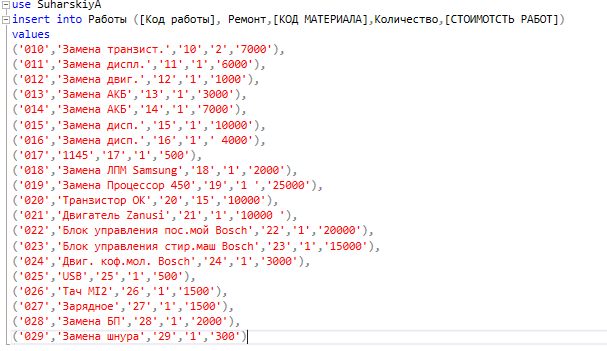 use SuharskiyA
insert into Работы ([Код работы], Ремонт,[КОД МАТЕРИАЛА],Количество,[СТОИМОТСТЬ РАБОТ])
values
('010','Замена транзист.','10','2','7000'),
('011','Замена диспл.','11','1','6000'),
('012','Замена двиг.','12','1','1000'),
('013','Замена АКБ','13','1','3000'),
('014','Замена АКБ','14','1','7000'),
('015','Замена дисп.','15','1','10000'),
('016','Замена дисп.','16','1',' 4000'),
('017','1145','17','1','500'),
('018','Замена ЛПМ Samsung','18','1','2000'),
('019','Замена Процессор 450','19','1 ','25000'),
('020','Транзистор ОК','20','15','10000'),
('021','Двигатель Zanusi','21','1','10000 '),
('022','Блок управления пос.мой Bosch','22','1','20000'),
('023','Блок управления стир.маш Bosch','23','1','15000'),
('024','Двиг. коф.мол. Bosch','24','1','3000'),
('025','USB','25','1','500'),
('026','Тач MI2','26','1','1500'),
('027','Зарядное','27','1','1500'),
('028','Замена БП','28','1','2000'),
('029','Замена шнура','29','1','300')